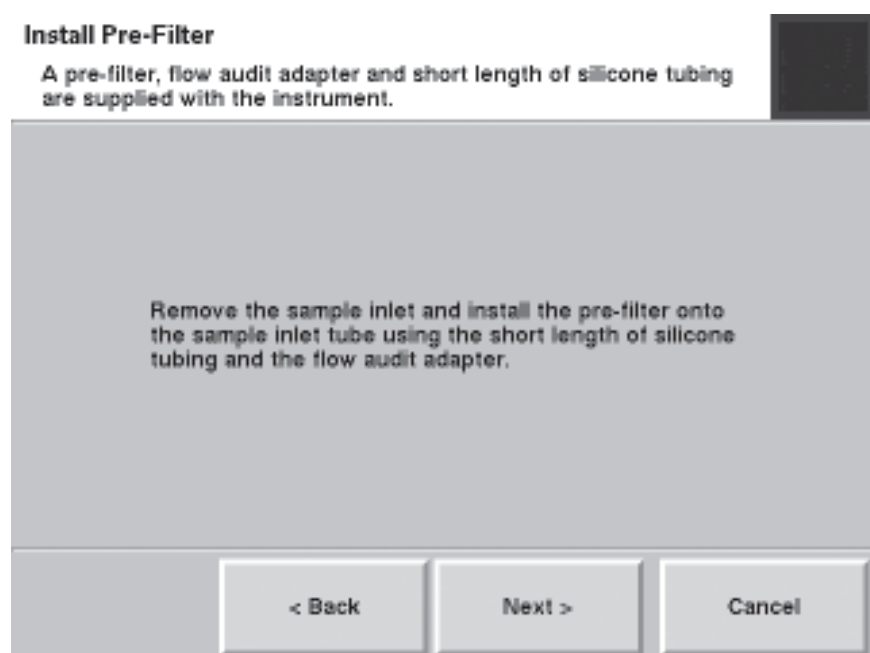 Install Pre-Filter
A pre-filter, flow audit adapter and short length of silicone tubing
are supplied with the instrument.
Remove the sample inlet and install the pre-filter onto
the sample inlet tube using the short length of silicone
tubing and the flow audit adapter.
< Back
Next >
Cancel